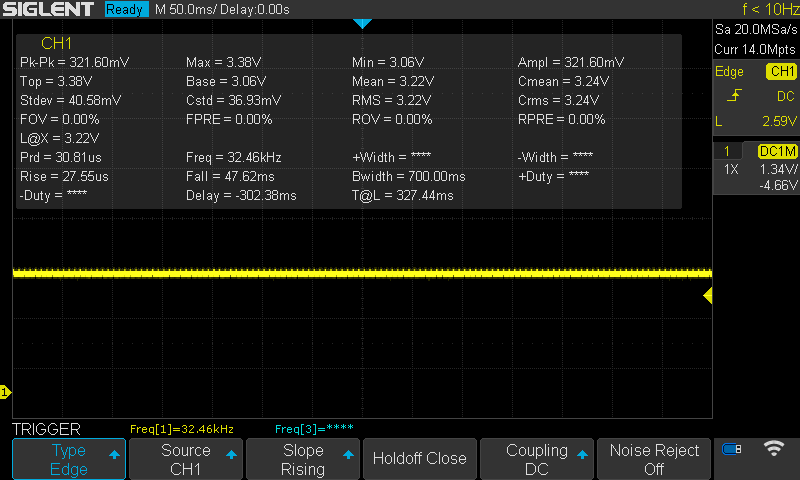 SIGLENT Ready M 50.0ms/ Delay:0.00s f < 10Hz
Sa 20.0MSa/s
Curr 14.0Mpts
Edge CH1
DC
L 2.59V
1 DC1M
1X 1.34V/
-4.66V
CH1
Pk-Pk = 321.60mV Max = 3.38V Min = 3.06V Ampl = 321.60mV
Top = 3.38V Base = 3.06V Mean = 3.22V Cmean = 3.24V
Stdev = 40.58mV Cstd = 36.93mV RMS = 3.22V Crms = 3.24V
FOV = 0.00% FPRE = 0.00% ROV = 0.00% RPRE = 0.00%
L@X = 3.22V
Prd = 30.81us Freq = 32.46kHz +Width = **** -Width = ****
Rise = 27.55us Fall = 47.62ms Bwidth = 700.00ms +Duty = ****
-Duty = **** Delay = -302.38ms T@L = 327.44ms
1
TRIGGER Freq[1]=32.46kHz Freq[3]=****
Type
Edge
Source
CH1
Slope
Rising
Holdoff Close
Coupling
DC
Noise Reject
Off